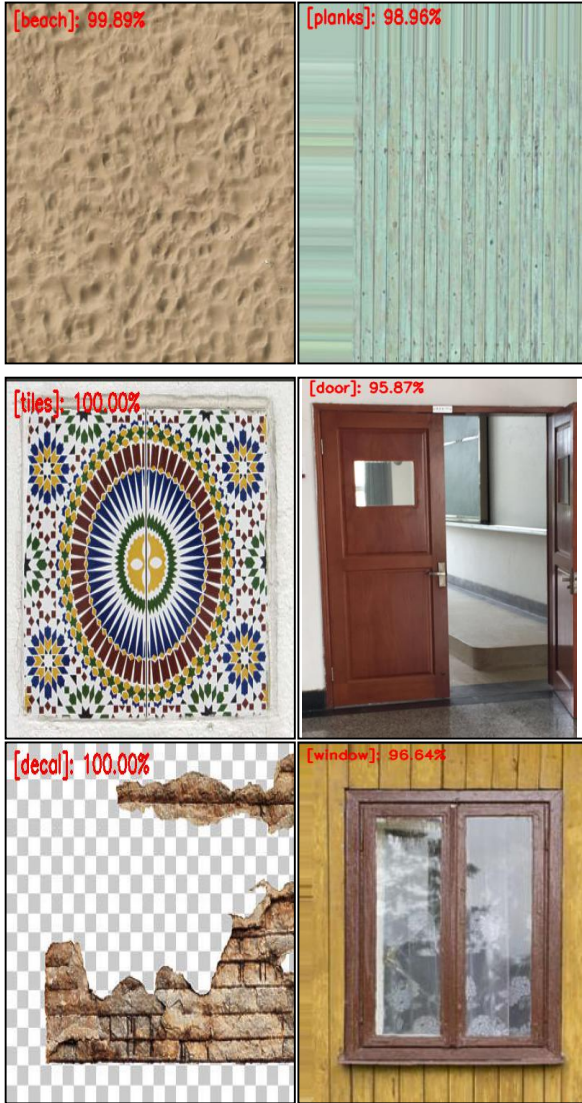 [beach]: 99.89%
[planks]: 98.96%
[tiles]: 100.00%
[door]: 95.87%
[decal]: 100.00%
[window]: 96.64%